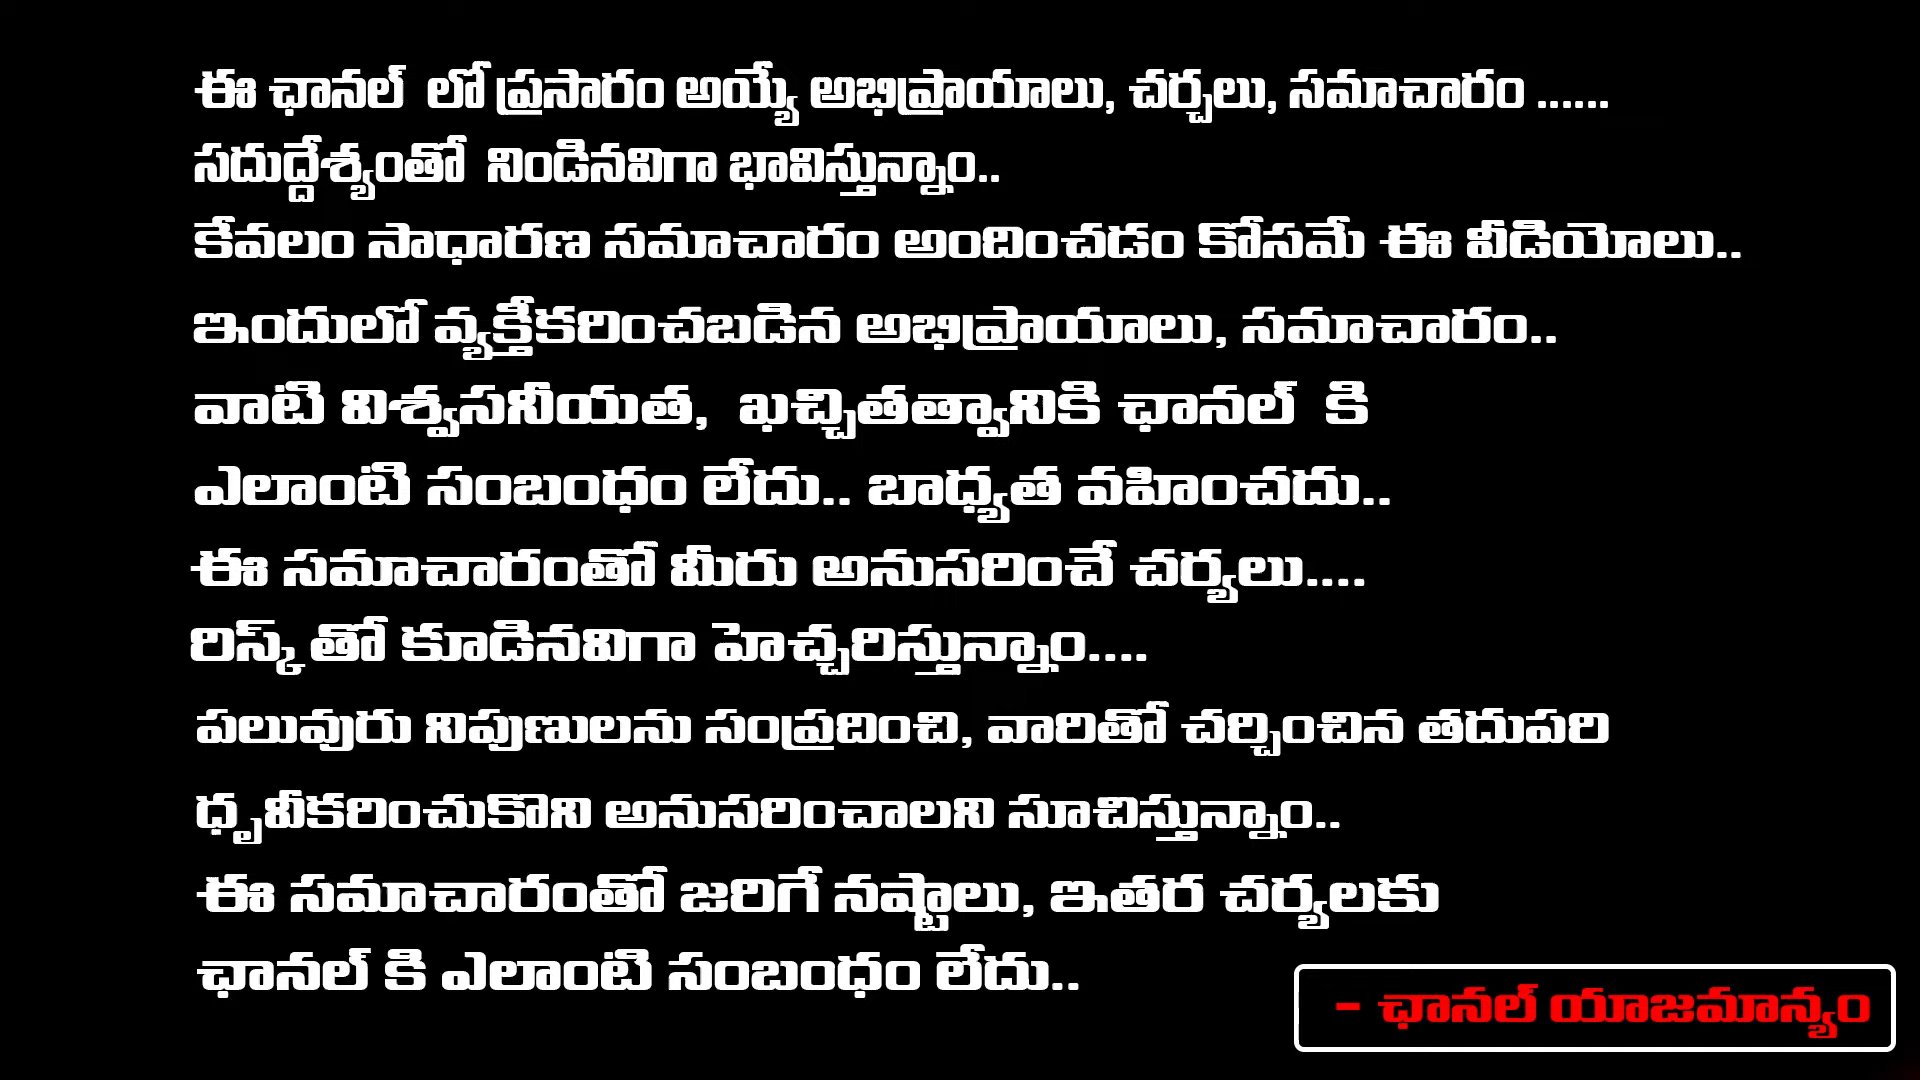 ఈ ఛానల్ లో ప్రసారం అయ్యే అభిప్రాయాలు, చర్చలు, సమాచారం ......
సదుద్దేశ్యంతో నిండినవిగా భావిస్తున్నాం..
కేవలం సాధారణ సమాచారం అందించడం కోసమే ఈ వీడియోలు..
ఇందులో వ్యక్తీకరించబడిన అభిప్రాయాలు, సమాచారం..
వాటి విశ్వసనీయత, ఖచ్చితత్వానికి ఛానల్ కి
ఎలాంటి సంబంధం లేదు.. బాధ్యత వహించదు..
ఈ సమాచారంతో మీరు అనుసరించే చర్యలు....
రిస్క్ తో కూడినవిగా హెచ్చరిస్తున్నాం....
పలువురు నిపుణులను సంప్రదించి, వారితో చర్చించిన తదుపరి
ధృవీకరించుకొని అనుసరించాలని సూచిస్తున్నాం..
ఈ సమాచారంతో జరిగే నష్టాలు, ఇతర చర్యలకు
ఛానల్ కి ఎలాంటి సంబంధం లేదు..
- ఛానల్ యాజమాన్యం